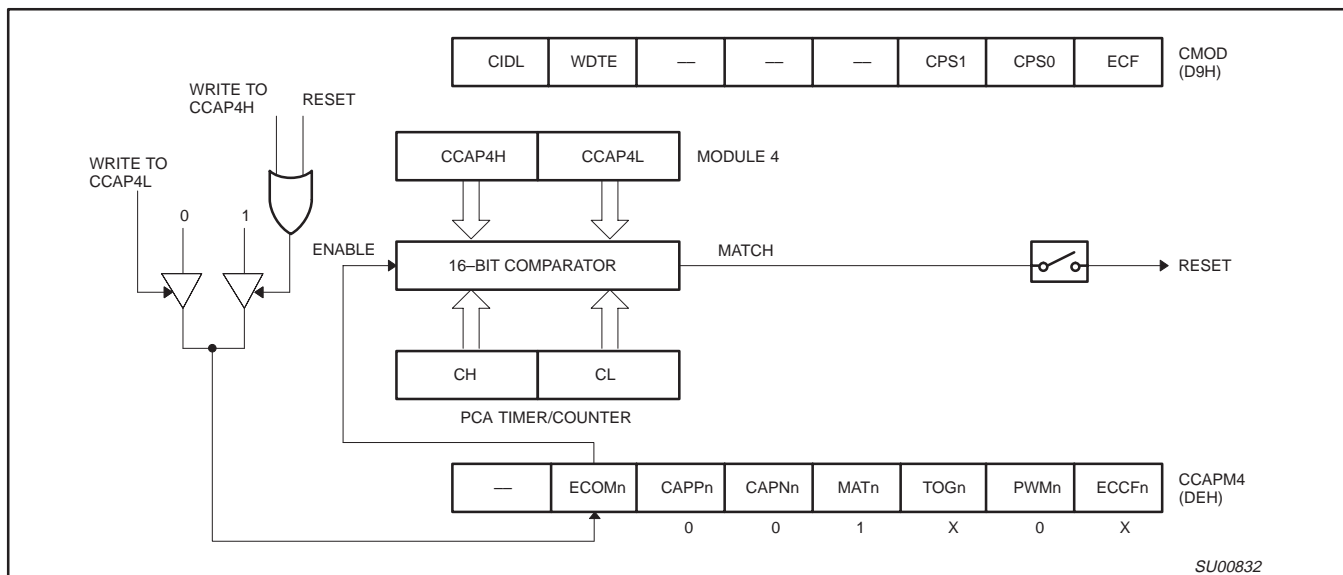 CIDL WDTE –– –– –– CPS1 CPS0 ECF
CMOD
(D9H)
WRITE TO
CCAP4H
RESET
CCAP4H CCAP4L
MODULE 4
WRITE TO
CCAP4L
0 1
ENABLE
16–BIT COMPARATOR
MATCH
RESET
CH CL
PCA TIMER/COUNTER
–– ECOMn CAPPn CAPNn MATn TOGn PWMn ECCFn
CCAPM4
(DEH)
0 0 1 X 0 X
SU00832